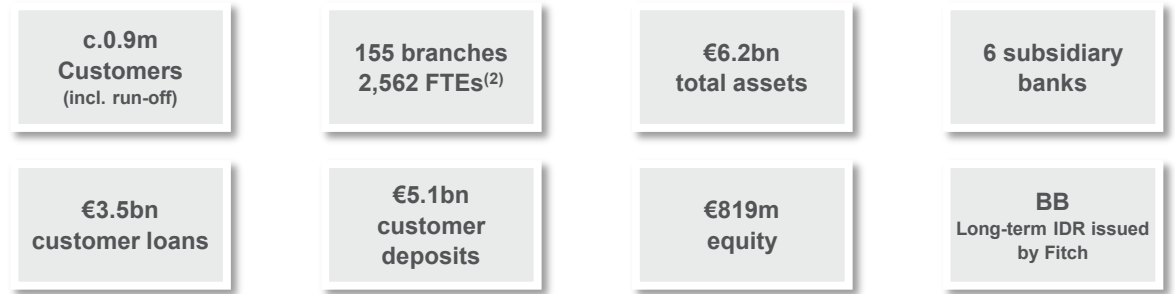 c.0.9m
Customers
(incl. run-off)
155 branches
2,562 FTEs(2)
€6.2bn
total assets
6 subsidiary
banks
€3.5bn
customer loans
€5.1bn
customer
deposits
€819m
equity
BB
Long-term IDR issued
by Fitch